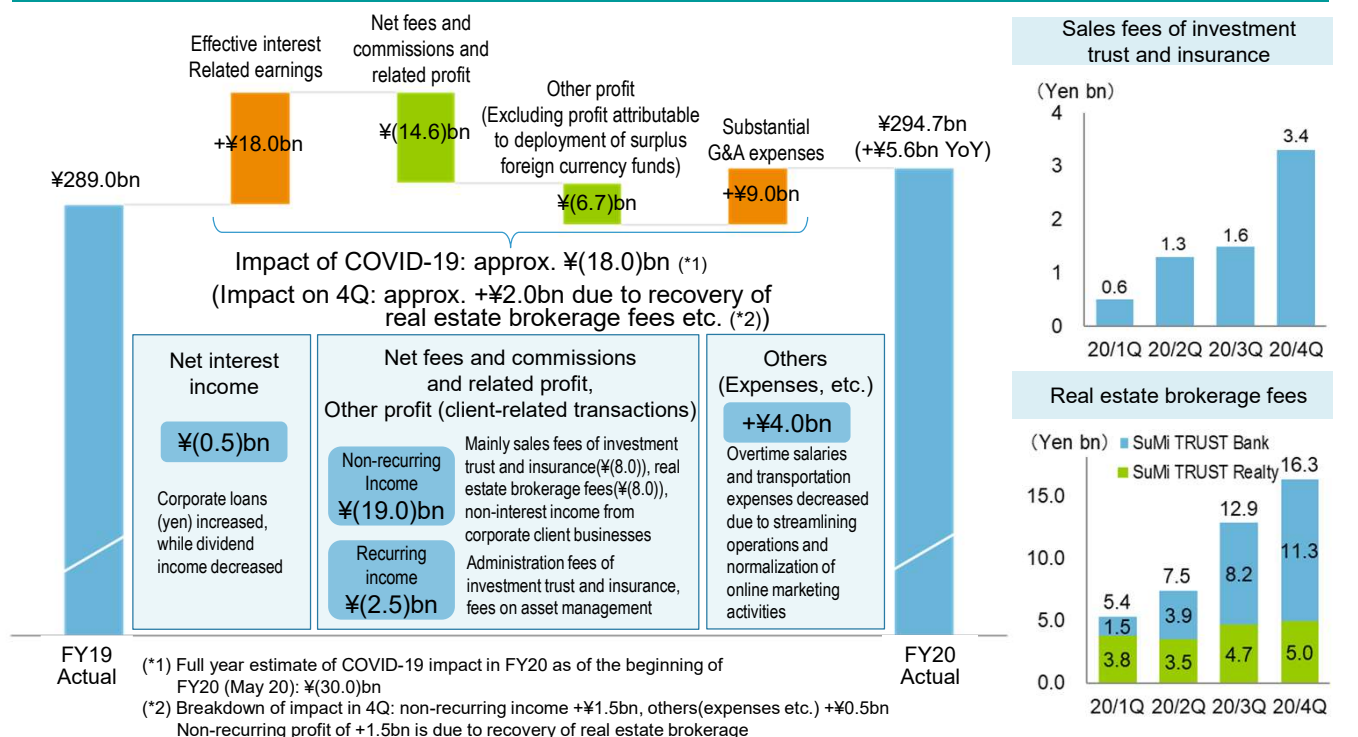 Effective interest
Related earnings
Net fees and
commissions and
related profit
Other profit
(Excluding profit attributable
to deployment of surplus
foreign currency funds)
Substantial
G&A expenses
¥289.0bn
+¥18.0bn
¥(14.6)bn
¥(6.7)bn
+¥9.0bn
¥294.7bn
(+¥5.6bn YoY)
Impact of COVID-19: approx. ¥(18.0)bn (*1)
(Impact on 4Q: approx. +¥2.0bn due to recovery of
real estate brokerage fees etc. (*2))
Net interest
income
¥(0.5)bn
Corporate loans
(yen) increased,
while dividend
income decreased
Net fees and commissions
and related profit,
Other profit (client-related transactions)
Non-recurring
Income
¥(19.0)bn
Mainly sales fees of investment
trust and insurance(¥(8.0)), real
estate brokerage fees(¥(8.0)),
non-interest income from
corporate client businesses
Recurring
income
¥(2.5)bn
Administration fees of
investment trust and insurance,
fees on asset management
Others
(Expenses, etc.)
+¥4.0bn
Overtime salaries
and transportation
expenses decreased
due to streamlining
operations and
normalization of
online marketing
activities
FY19
Actual
FY20
Actual
(*1) Full year estimate of COVID-19 impact in FY20 as of the beginning of
FY20 (May 20): ¥(30.0)bn
(*2) Breakdown of impact in 4Q: non-recurring income +¥1.5bn, others(expenses etc.) +¥0.5bn
Non-recurring profit of +1.5bn is due to recovery of real estate brokerage
Sales fees of investment
trust and insurance
(Yen bn)
4
3
2
1
0
0.6
1.3
1.6
3.4
20/1Q 20/2Q 20/3Q 20/4Q
Real estate brokerage fees
(Yen bn)
SuMi TRUST Bank
SuMi TRUST Realty
15.0
10.0
5.0
0.0
5.4
1.5
3.8
7.5
3.9
3.5
12.9
8.2
4.7
16.3
11.3
5.0
20/1Q 20/2Q 20/3Q 20/4Q